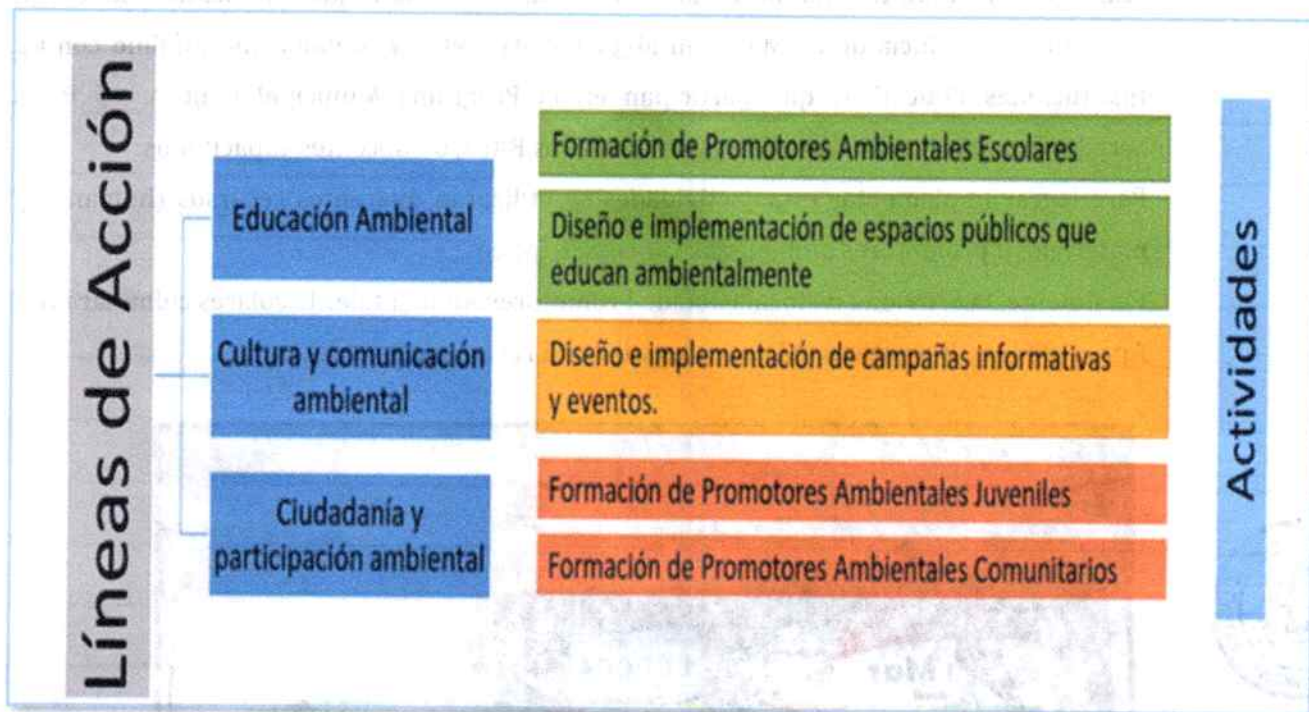 Líneas de Acción
Educación Ambiental
Formación de Promotores Ambientales Escolares
Diseño e implementación de espacios públicos que
educan ambientalmente
Cultura y comunicación
ambiental
Diseño e implementación de campañas informativas
y eventos.
Ciudadanía y
participación ambiental
Formación de Promotores Ambientales Juveniles
Formación de Promotores Ambientales Comunitarios
Actividades